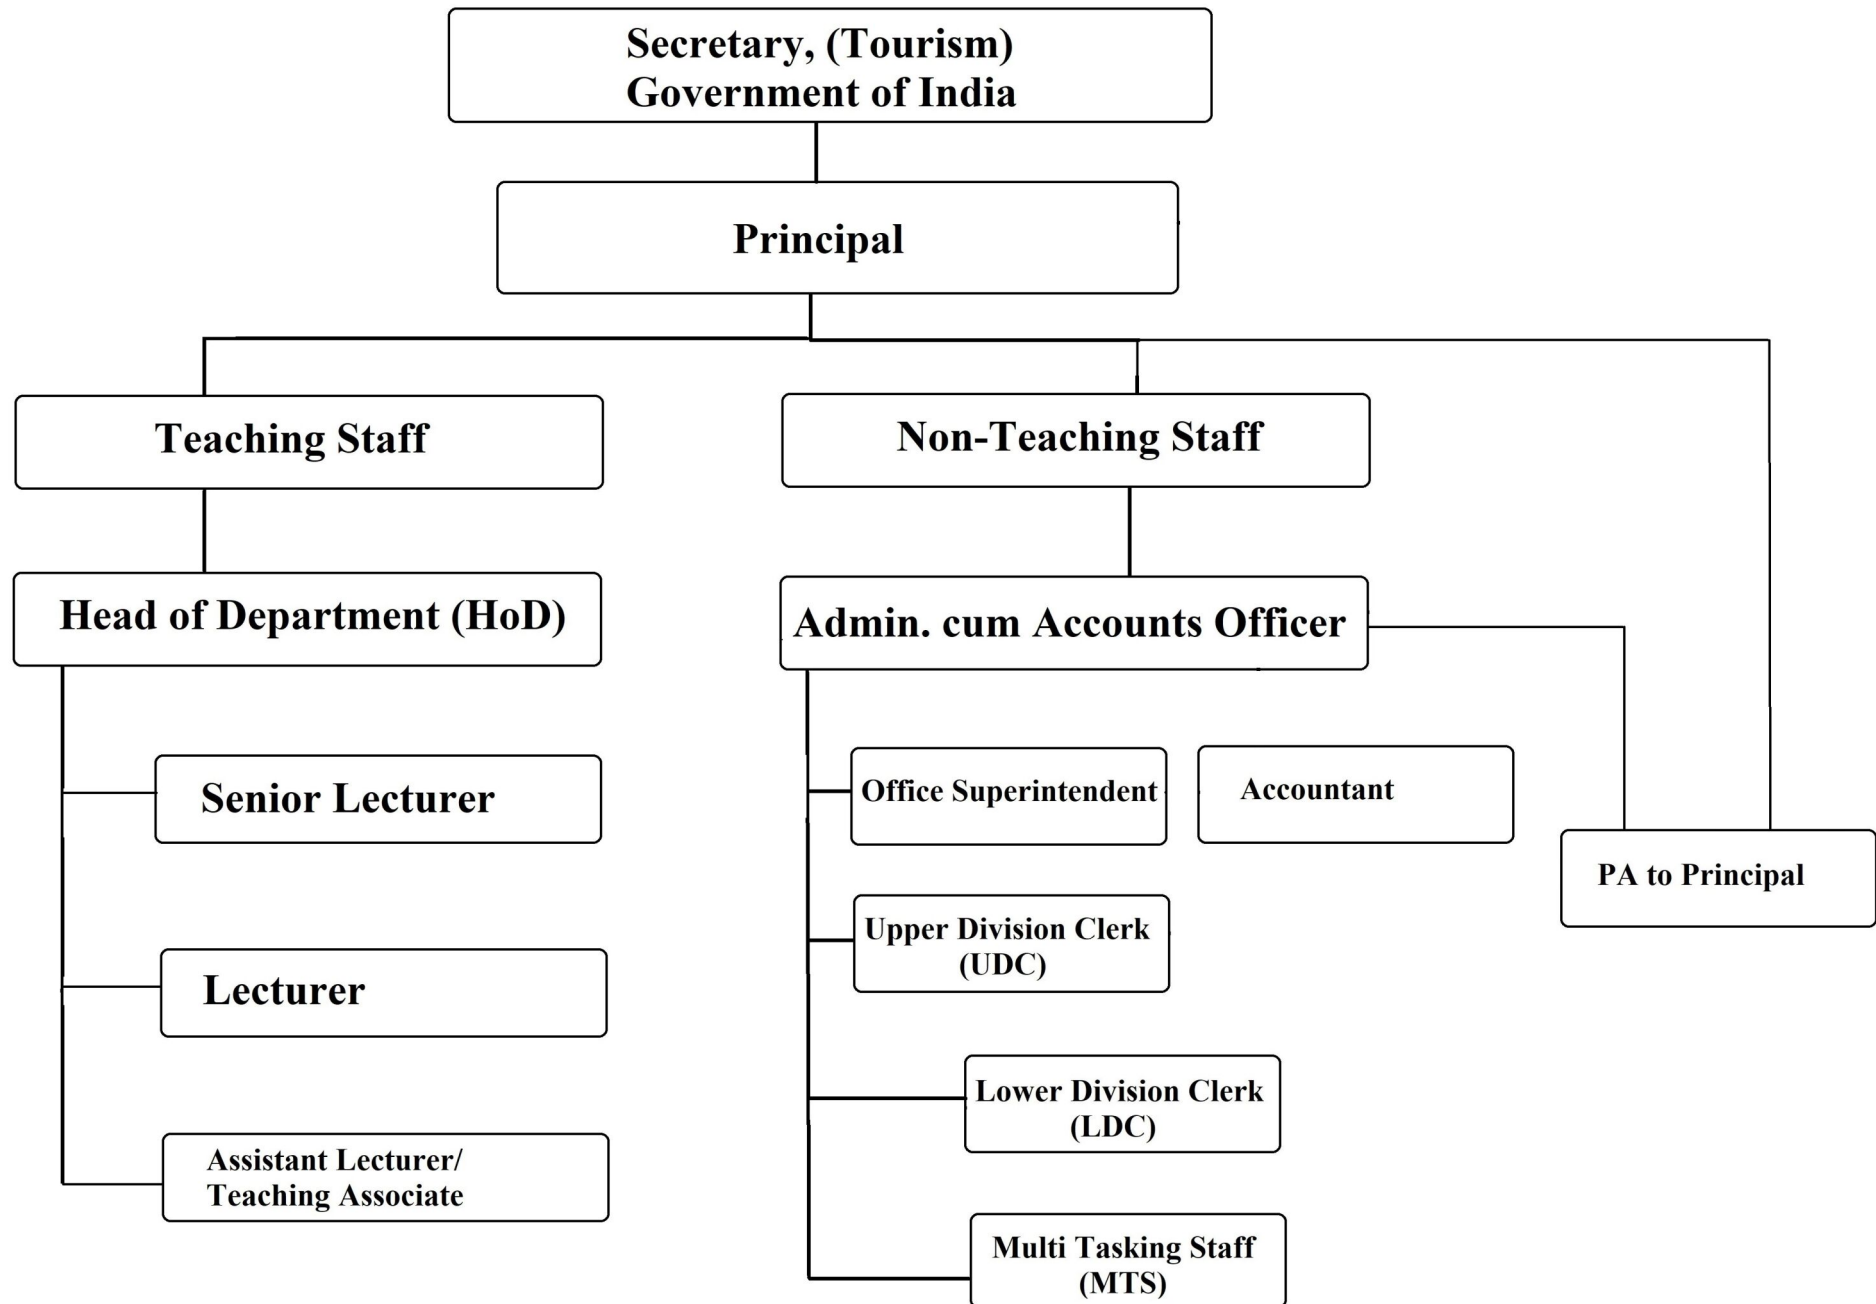 Secretary, (Tourism)
Government of India
Principal
Teaching Staff
Non-Teaching Staff
Head of Department (HoD)
Admin. cum Accounts Officer
Senior Lecturer
Office Superintendent
Accountant
PA to Principal
Upper Division Clerk
(UDC)
Lecturer
Lower Division Clerk
(LDC)
Assistant Lecturer/
Teaching Associate
Multi Tasking Staff
(MTS)